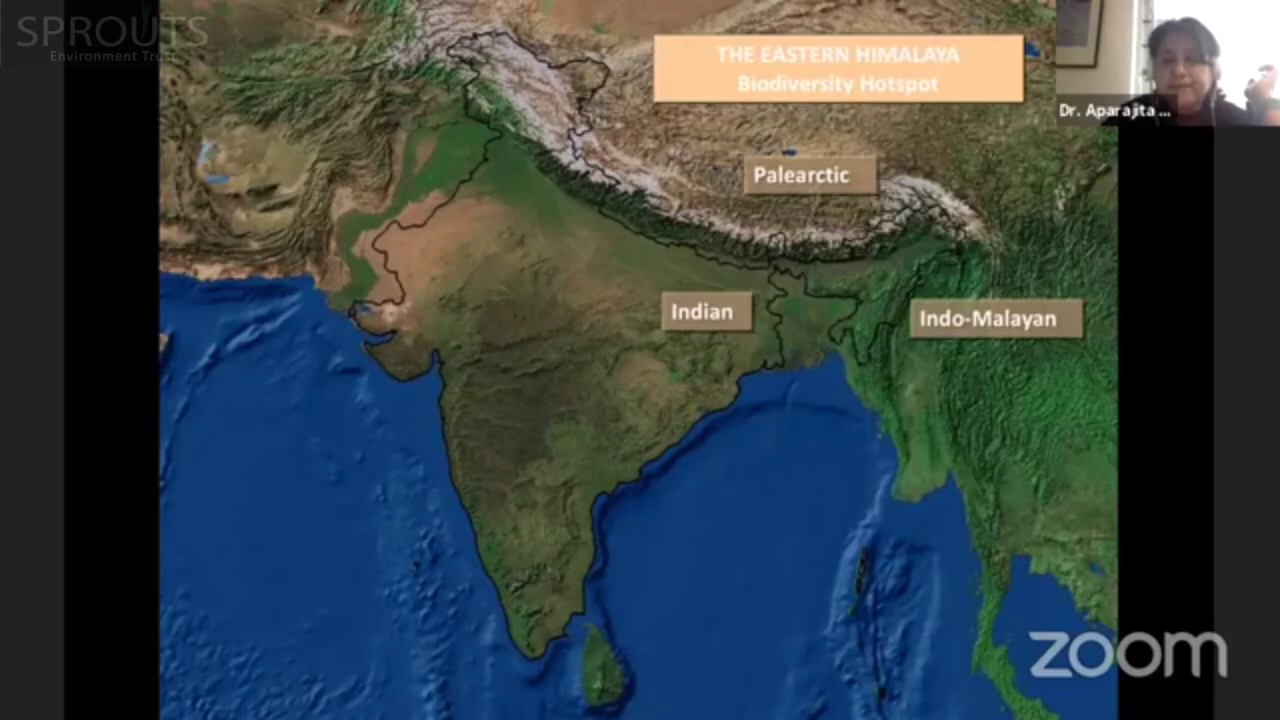 SPROUTS
Environment Trust
THE EASTERN HIMALAYA
Biodiversity Hotspot
Dr. Aparajita ...
Palearctic
Indian
Indo-Malayan
zoom